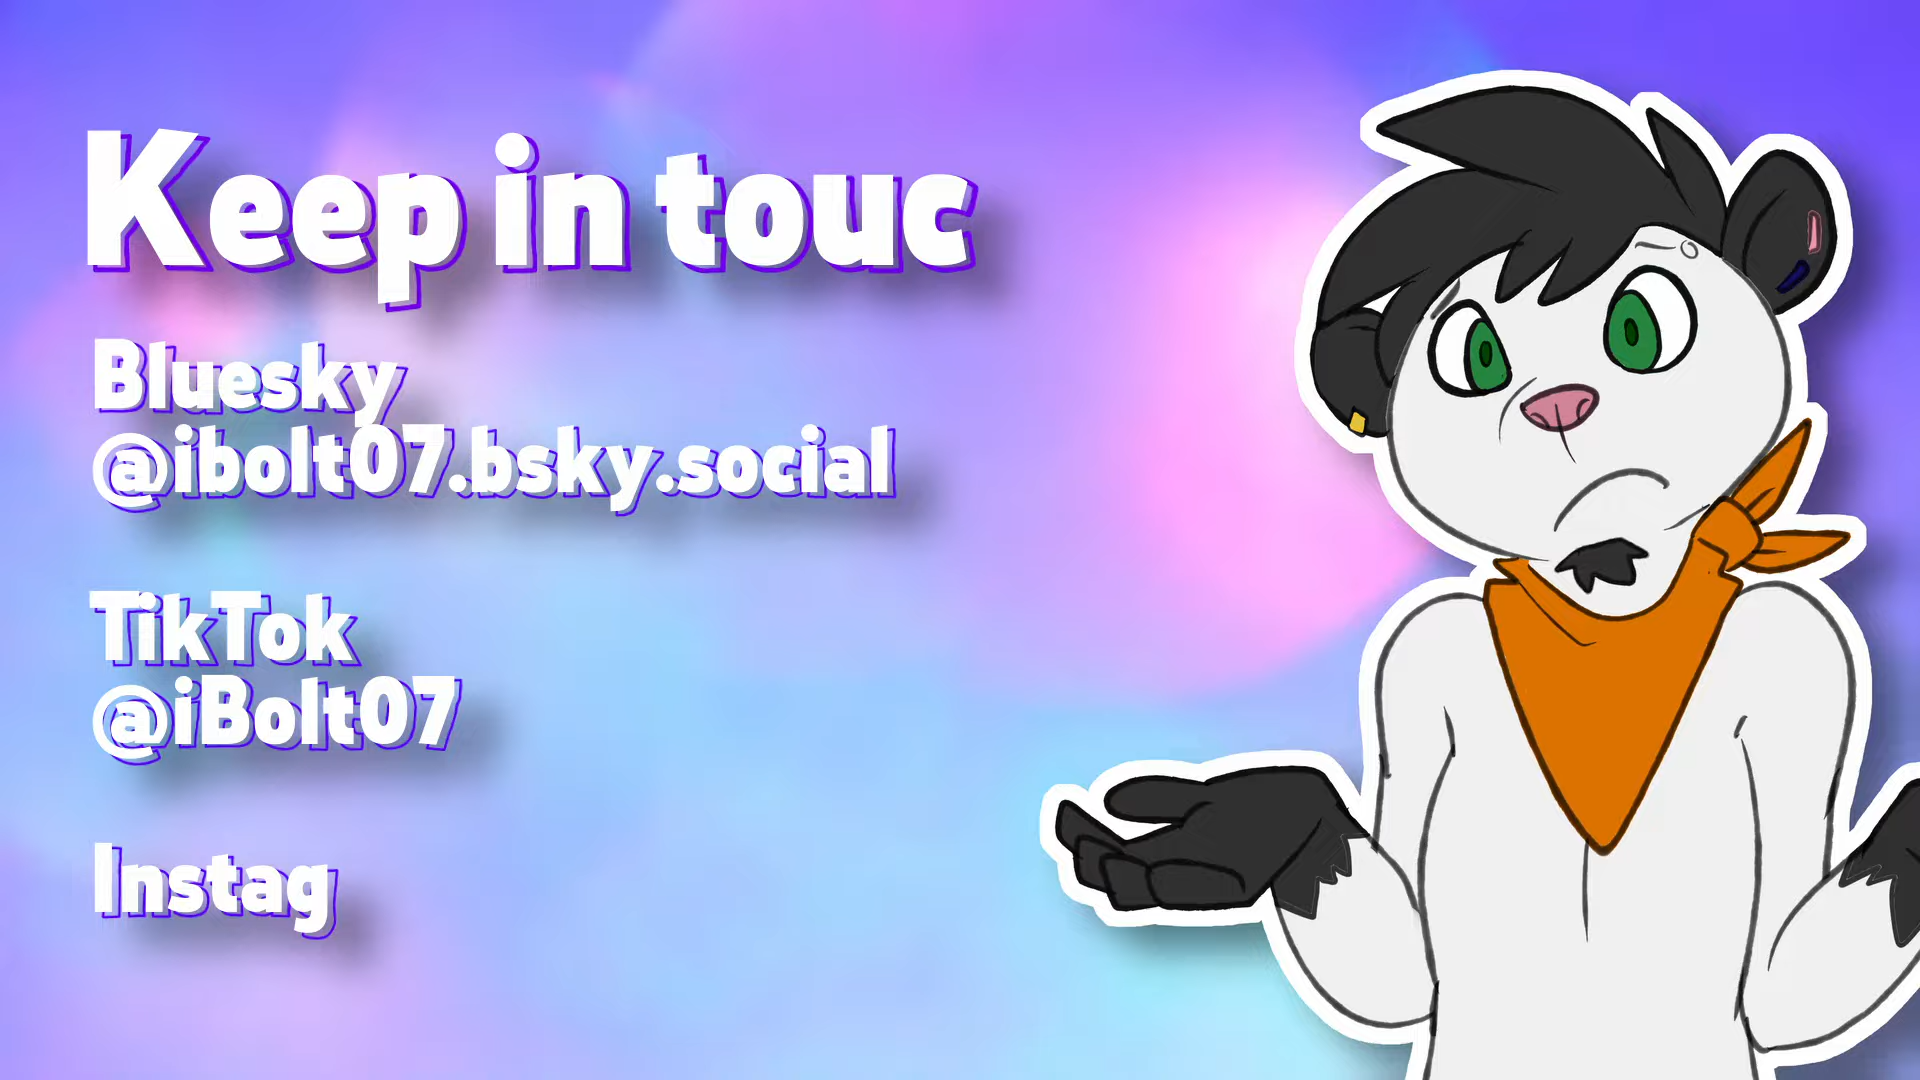 Keep in touc
Bluesky
@ibolt07.bsky.social
TikTok
@iBolt07
Instag